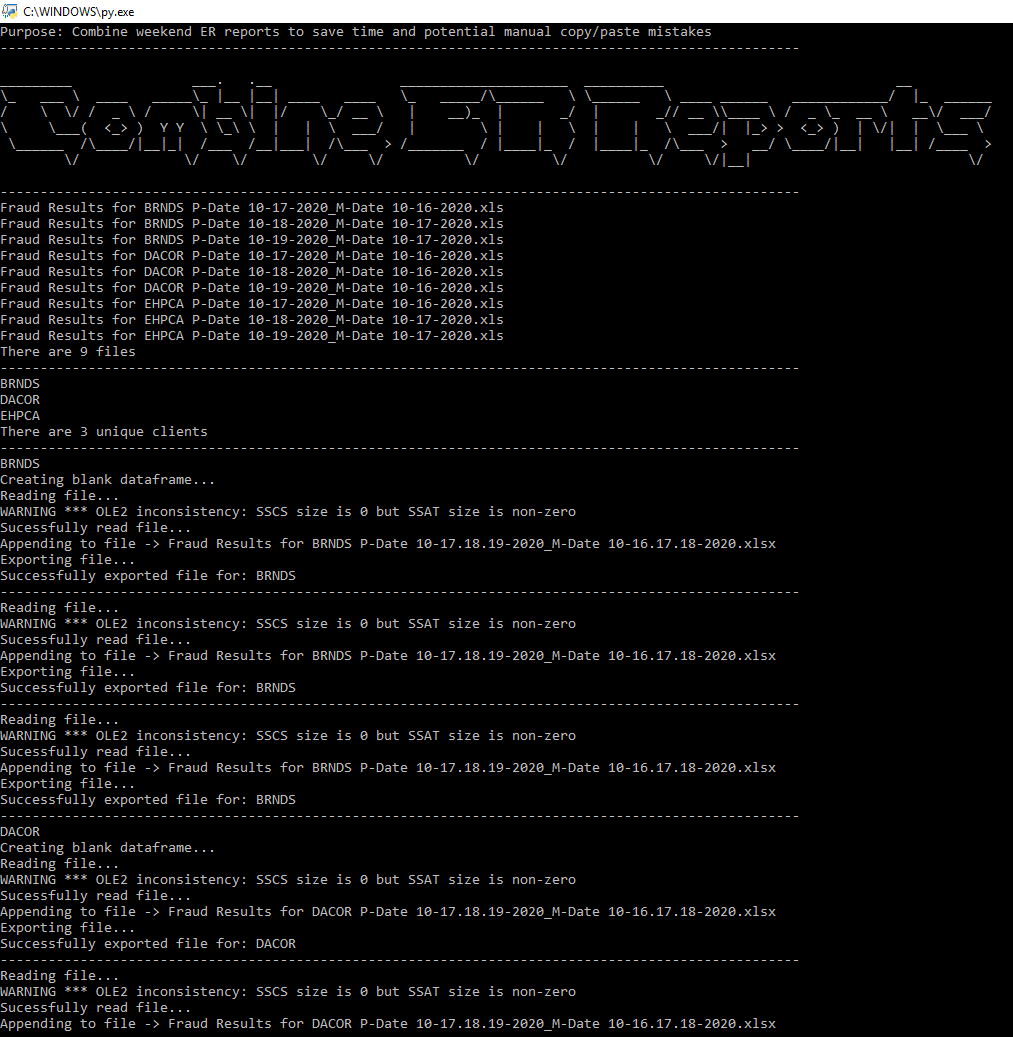 C:\WINDOWS\py.exe
Purpose: Combine weekend ER reports to save time and potential manual copy/paste mistakes
----------------------------------------------------------------------------------------------------
Combine ER Reports
----------------------------------------------------------------------------------------------------
Fraud Results for BRNDS P-Date 10-17-2020_M-Date 10-16-2020.xls
Fraud Results for BRNDS P-Date 10-18-2020_M-Date 10-17-2020.xls
Fraud Results for BRNDS P-Date 10-19-2020_M-Date 10-17-2020.xls
Fraud Results for DACOR P-Date 10-17-2020_M-Date 10-16-2020.xls
Fraud Results for DACOR P-Date 10-18-2020_M-Date 10-16-2020.xls
Fraud Results for DACOR P-Date 10-19-2020_M-Date 10-16-2020.xls
Fraud Results for EHPCA P-Date 10-17-2020_M-Date 10-16-2020.xls
Fraud Results for EHPCA P-Date 10-18-2020_M-Date 10-17-2020.xls
Fraud Results for EHPCA P-Date 10-19-2020_M-Date 10-17-2020.xls
There are 9 files
----------------------------------------------------------------------------------------------------
BRNDS
DACOR
EHPCA
There are 3 unique clients
----------------------------------------------------------------------------------------------------
BRNDS
Creating blank dataframe...
Reading file...
WARNING *** OLE2 inconsistency: SSCS size is 0 but SSAT size is non-zero
Sucessfully read file...
Appending to file -> Fraud Results for BRNDS P-Date 10-17.18.19-2020_M-Date 10-16.17.18-2020.xlsx
Exporting file...
Successfully exported file for: BRNDS
----------------------------------------------------------------------------------------------------
Reading file...
WARNING *** OLE2 inconsistency: SSCS size is 0 but SSAT size is non-zero
Sucessfully read file...
Appending to file -> Fraud Results for BRNDS P-Date 10-17.18.19-2020_M-Date 10-16.17.18-2020.xlsx
Exporting file...
Successfully exported file for: BRNDS
----------------------------------------------------------------------------------------------------
Reading file...
WARNING *** OLE2 inconsistency: SSCS size is 0 but SSAT size is non-zero
Sucessfully read file...
Appending to file -> Fraud Results for BRNDS P-Date 10-17.18.19-2020_M-Date 10-16.17.18-2020.xlsx
Exporting file...
Successfully exported file for: BRNDS
----------------------------------------------------------------------------------------------------
DACOR
Creating blank dataframe...
Reading file...
WARNING *** OLE2 inconsistency: SSCS size is 0 but SSAT size is non-zero
Sucessfully read file...
Appending to file -> Fraud Results for DACOR P-Date 10-17.18.19-2020_M-Date 10-16.17.18-2020.xlsx
Exporting file...
Successfully exported file for: DACOR
----------------------------------------------------------------------------------------------------
Reading file...
WARNING *** OLE2 inconsistency: SSCS size is 0 but SSAT size is non-zero
Sucessfully read file...
Appending to file -> Fraud Results for DACOR P-Date 10-17.18.19-2020_M-Date 10-16.17.18-2020.xlsx